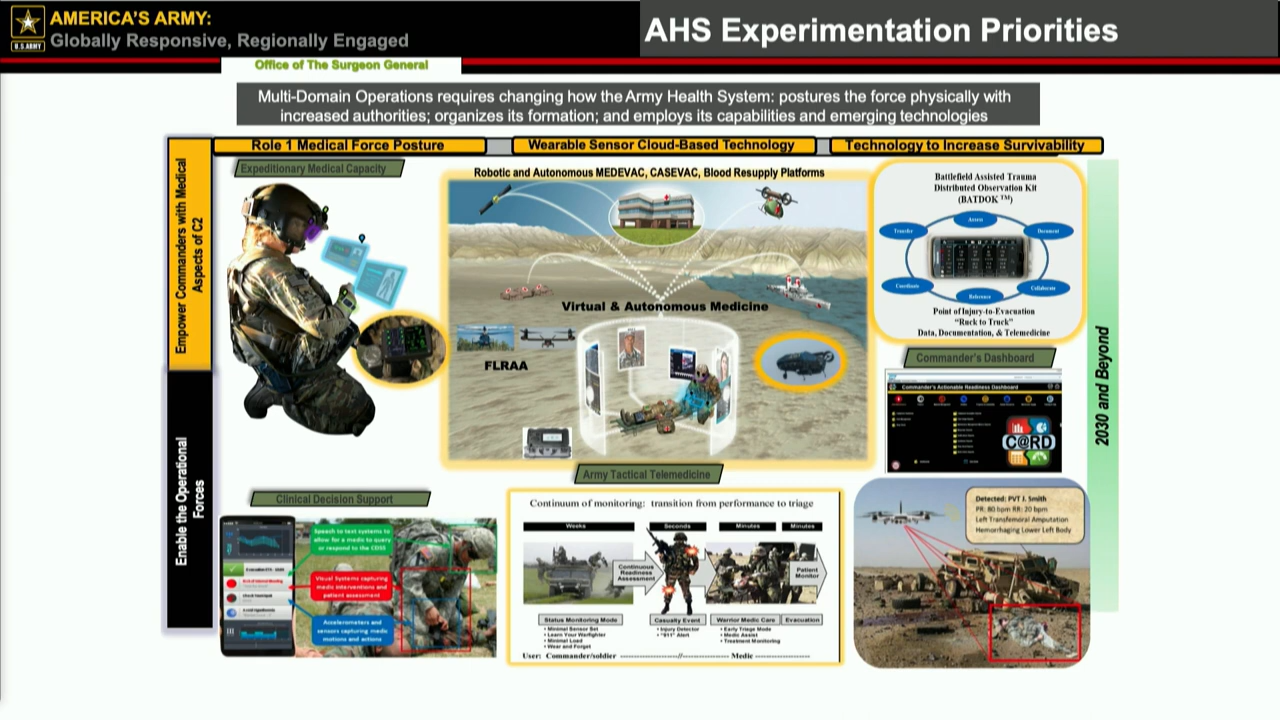 AMERICA'S ARMY:
Globally Responsive, Regionally Engaged
U.S.ARMY
AHS Experimentation Priorities
Office of The Surgeon General
Multi-Domain Operations requires changing how the Army Health System: postures the force physically with
increased authorities; organizes its formation; and employs its capabilities and emerging technologies
Role 1 Medical Force Posture
Wearable Sensor Cloud-Based Technology
Technology to Increase Survivability
Empower Commanders with Medical
Aspects of C2
Enable the Operational
Forces
2030 and Beyond
Expeditionary Medical Capacity
Robotic and Autonomous MEDEVAC, CASEVAC, Blood Resupply Platforms
Virtual & Autonomous Medicine
FLRAA
Battlefield Assisted Trauma
Distributed Observation Kit
(BATDOK ™)
Assess
Transfer
Document
Coordinate
Collaborate
Reference
Point of Injury-to-Evacuation
"Ruck to Truck"
Data, Documentation, & Telemedicine
Commander's Dashboard
Commander's Actionable Readiness Dashboard
C@RD
Army Tactical Telemedicine
Clinical Decision Support
Speech to text systems to
allow for a medic to query
or respond to the CDSS
Visual Systems capturing
medic interventions and
patient assessment
Accelerometers and
sensors capturing medic
motions and actions
Continuum of monitoring: transition from performance to triage
Weeks
Seconds
Minutes
Minutes
Continuous
Readiness
Assessment
Patient
Monitor
Status Monitoring Mode
• Minimal Sensor Set
• Learn Your Warfighter
• Minimal Load
• Wear and Forget
Casualty Event
• Injury Detector
• "911" Alert
Warrior Medic Care
• Early Triage Mode
• Medic Assist
• Treatment Monitoring
Evacuation
User: Commander/soldier ---------------------//------------------- Medic -------------------
Detected: PVT J. Smith
PR: 80 bpm RR: 20 bpm
Left Transfemoral Amputation
Hemorrhaging Lower Left Body